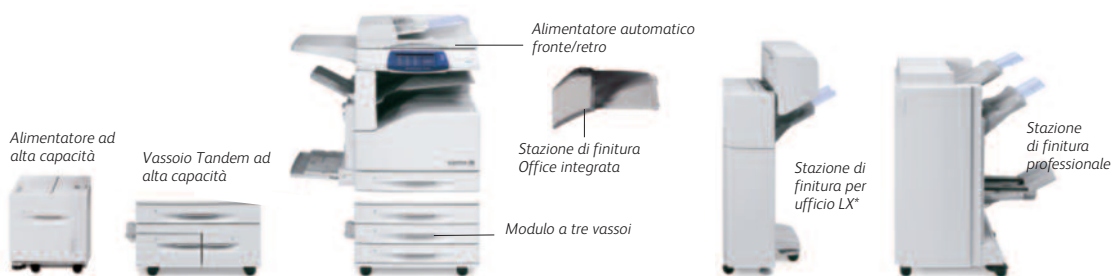 Alimentatore automatico
fronte/retro
Alimentatore ad
alta capacità
Vassoio Tandem ad
alta capacità
Stazione di finitura
Office integrata
Modulo a tre vassoi
Stazione di
finitura per
ufficio LX*
Stazione
di finitura
professionale